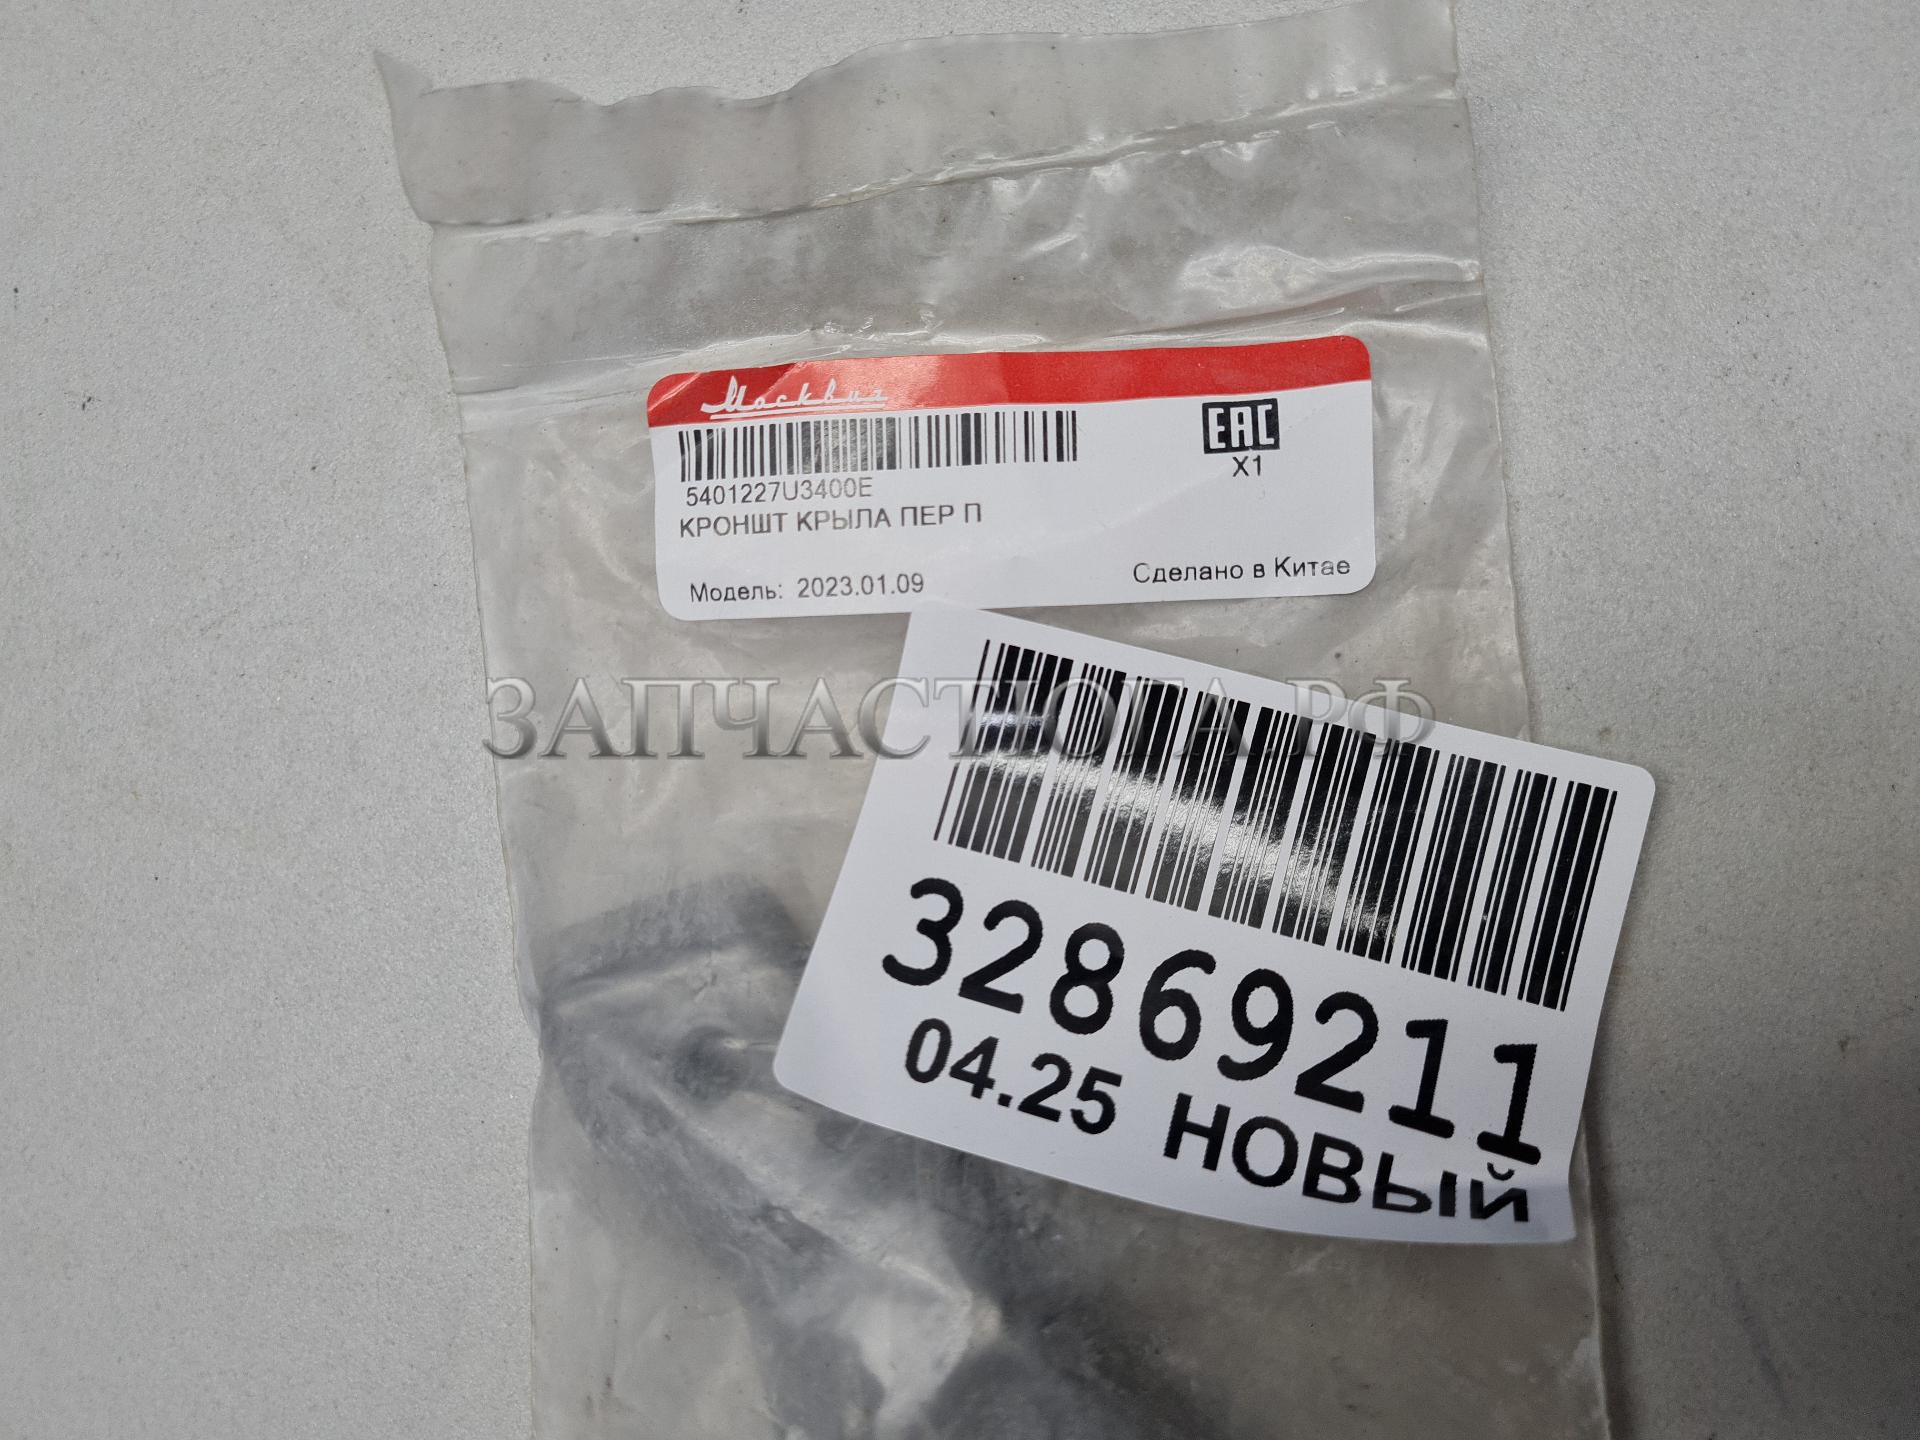 Москвич
EAC
X1
5401227U3400E
КРОНШТ КРЫЛА ПЕР П
Модель: 2023.01.09
Сделано в Китае
ЗАПЧАСТЮГА.РФ
32869211
04.25 НОВЫЙ